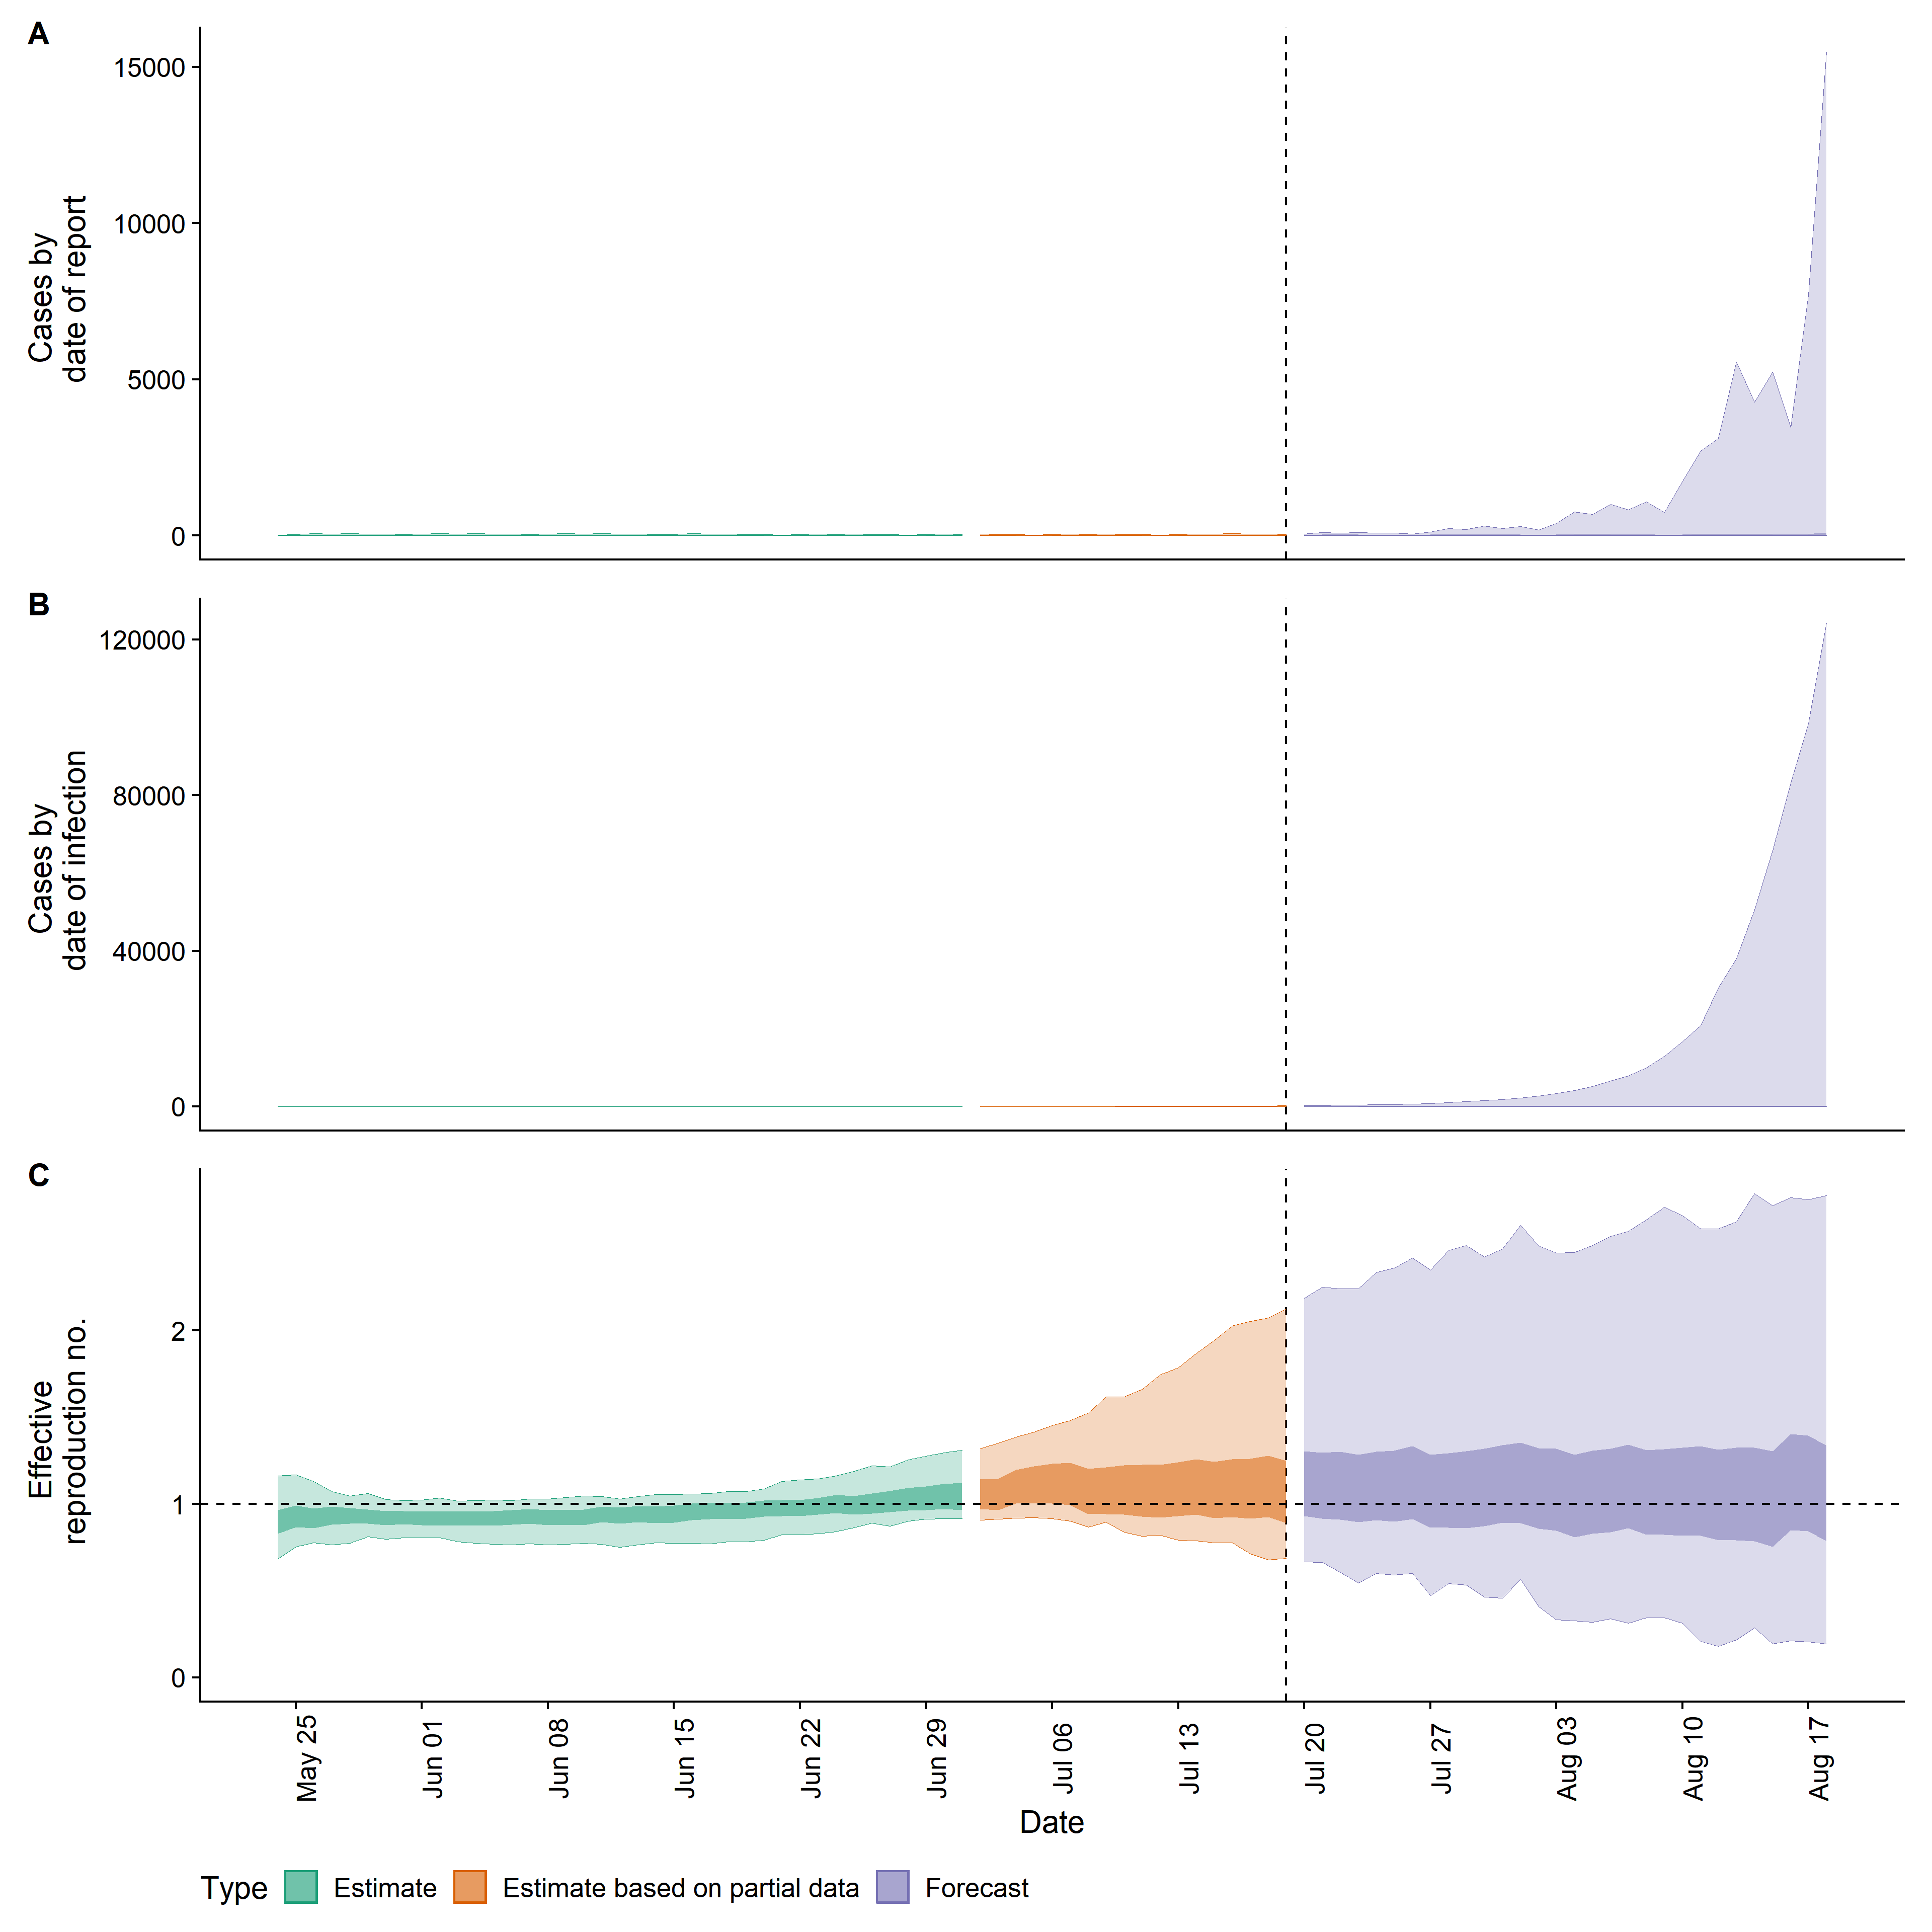 A
15000
10000
5000
0
Cases by
date of report
B
120000
80000
40000
0
Cases by
date of infection
C
2
1
0
Effective
reproduction no.
May 25
Jun 01
Jun 08
Jun 15
Jun 22
Jun 29
Jul 06
Jul 13
Jul 20
Jul 27
Aug 03
Aug 10
Aug 17
Date
Type Estimate Estimate based on partial data Forecast